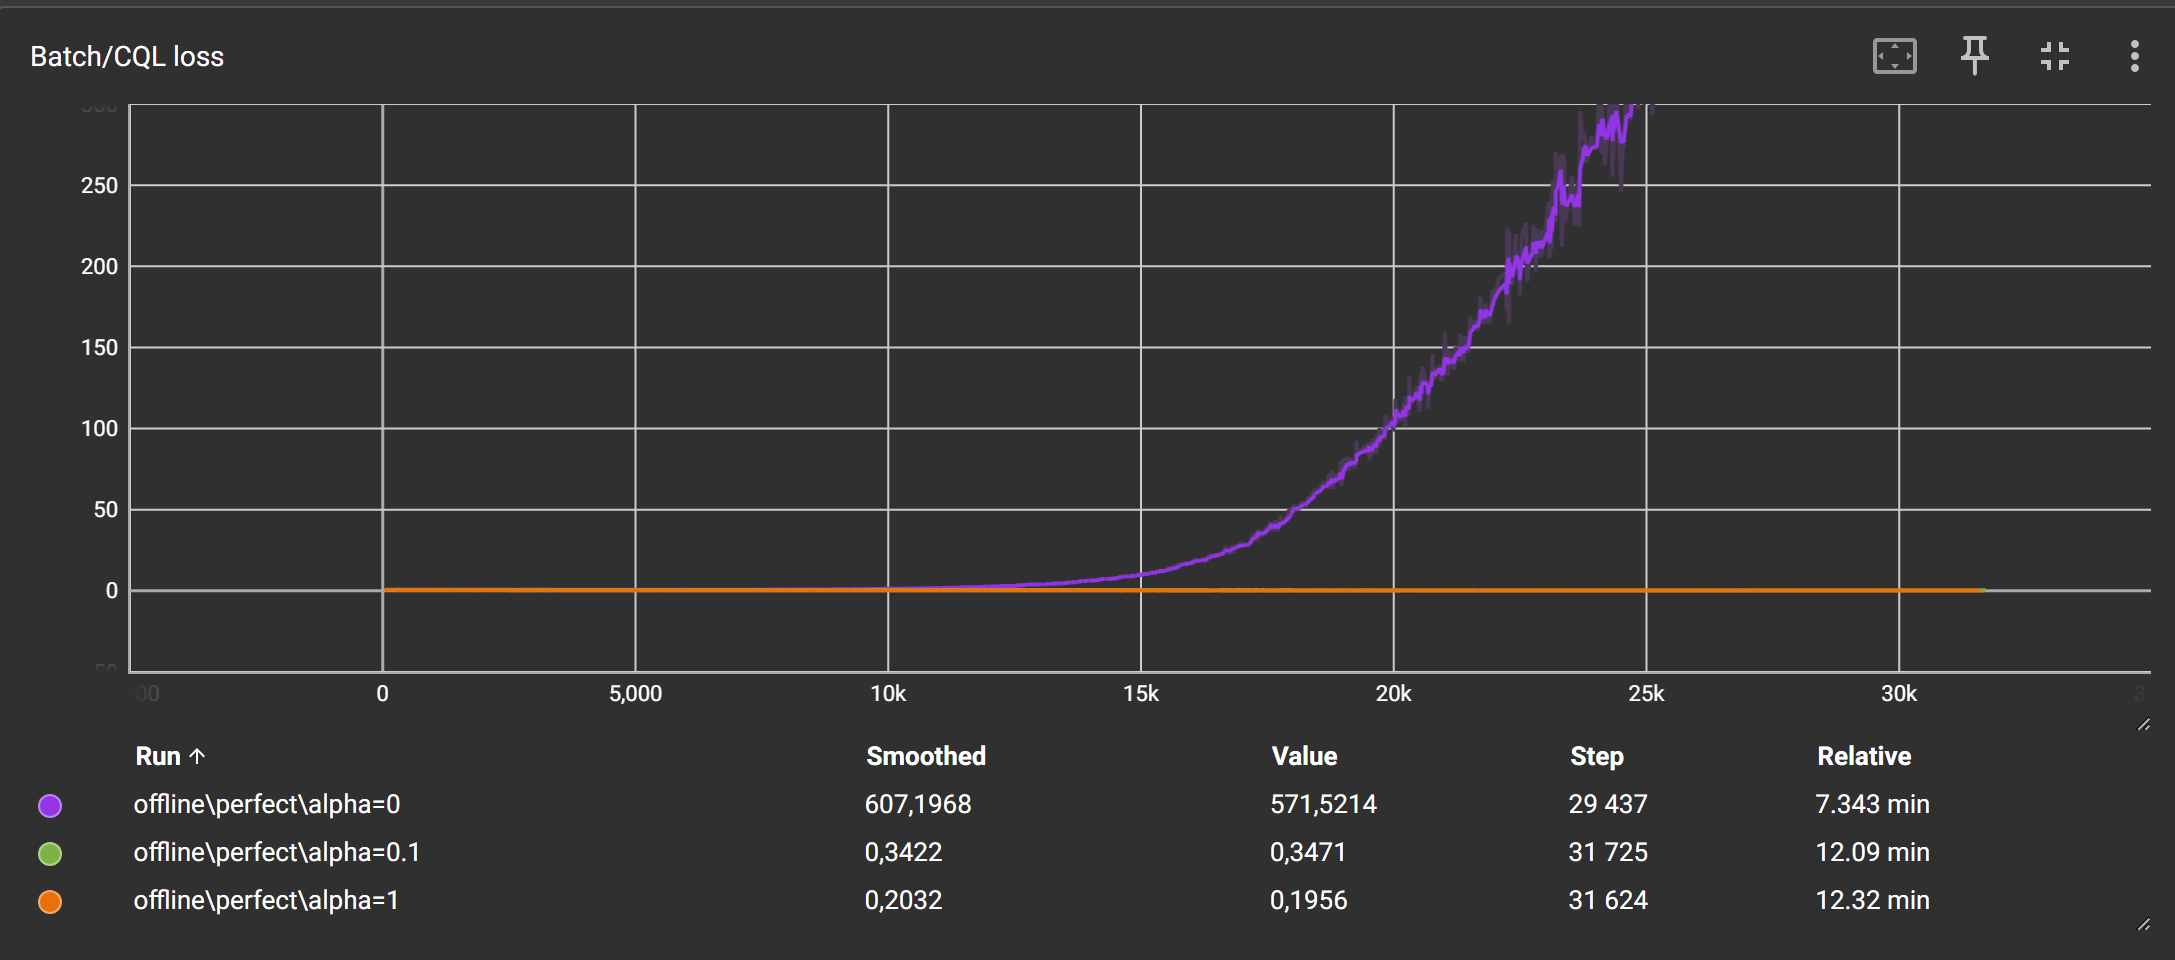 Batch/CQL loss
300
250
200
150
100
50
0
0 5,000 10k 15k 20k 25k 30k
Run ↑ Smoothed Value Step Relative
offline\perfect\alpha=0 607,1968 571,5214 29 437 7.343 min
offline\perfect\alpha=0.1 0,3422 0,3471 31 725 12.09 min
offline\perfect\alpha=1 0,2032 0,1956 31 624 12.32 min